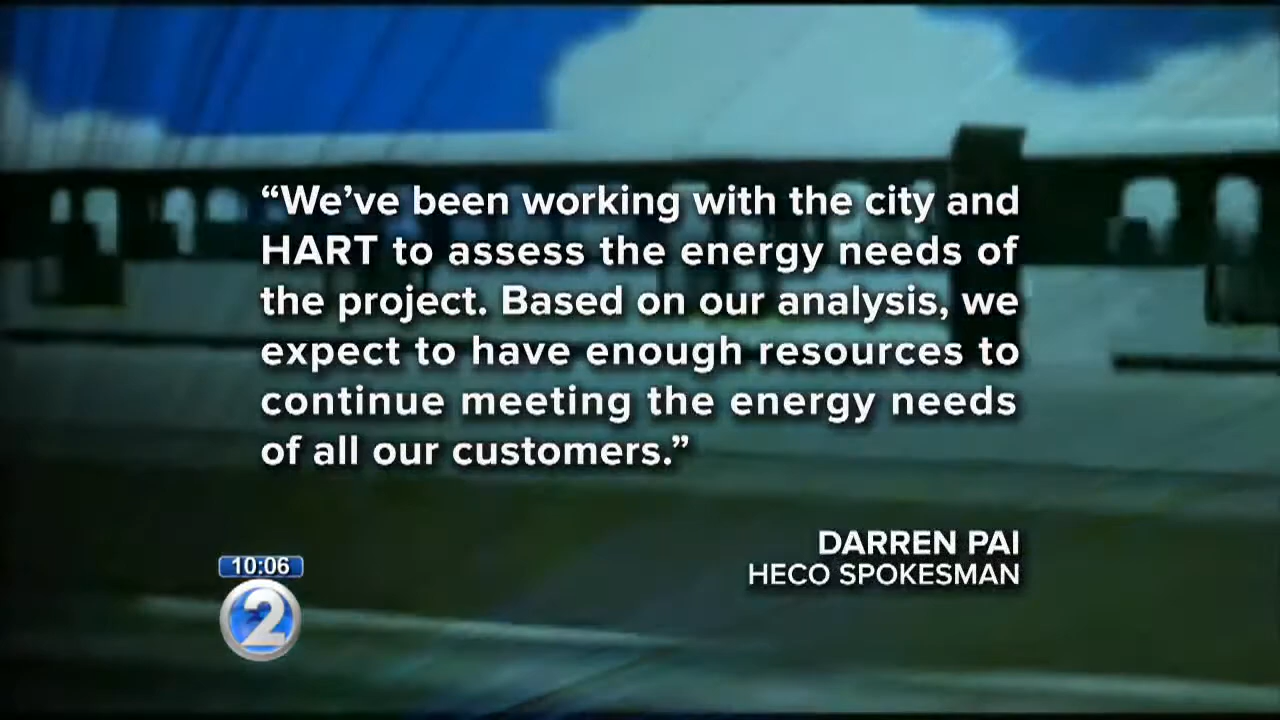 “We’ve been working with the city and
HART to assess the energy needs of
the project. Based on our analysis, we
expect to have enough resources to
continue meeting the energy needs
of all our customers.”
DARREN PAI
HECO SPOKESMAN
10:06
2